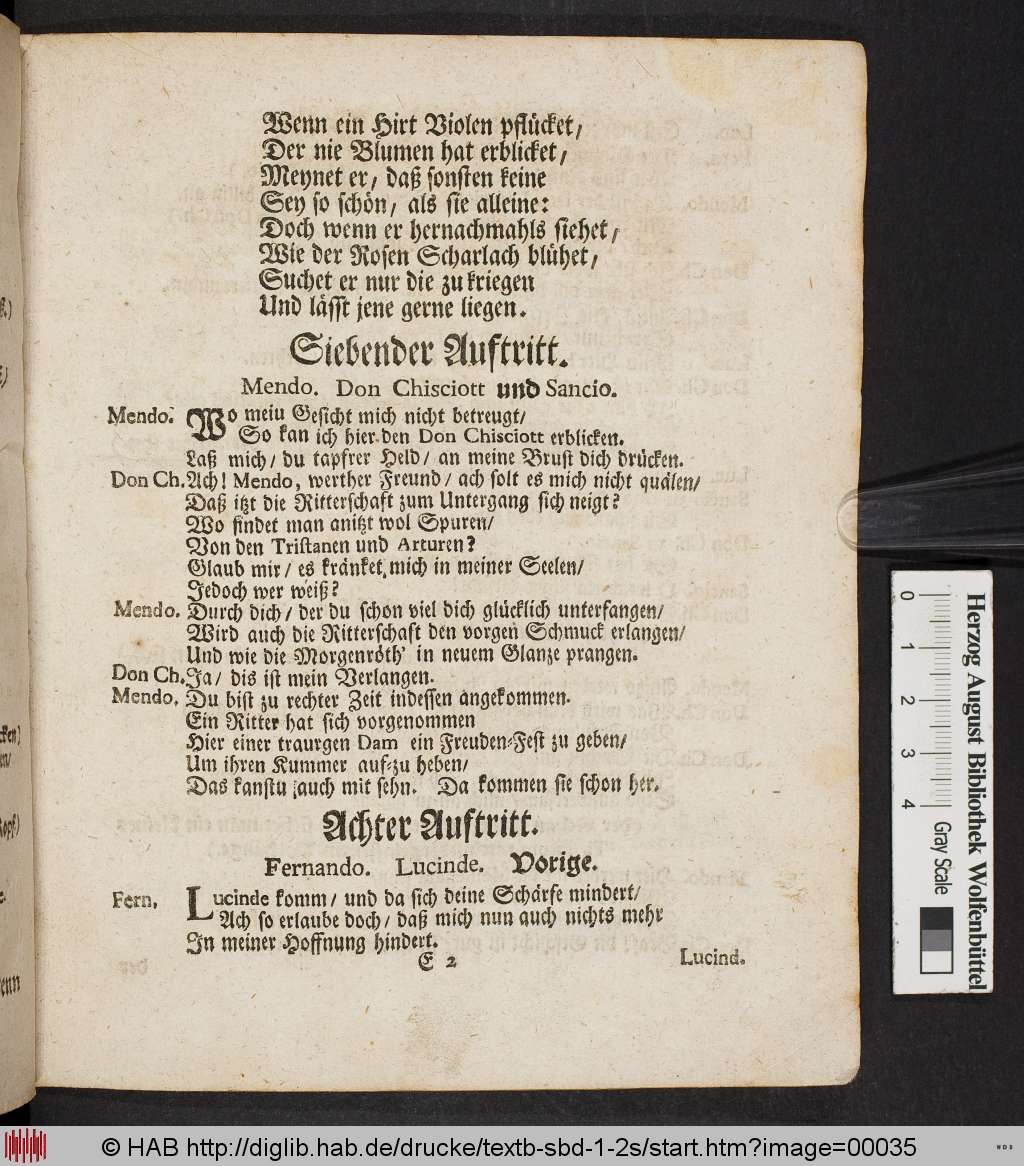 Wenn ein Hirt Violen pflücket/
Der nie Blumen hat erblicket/
Meynet er/ daß sonsten keine
Sey so schön/ als sie alleine:
Doch wenn er hernachmahls siehet/
Wie der Rosen Scharlach blühet/
Suchet er nur die zu kriegen
Und lässt jene gerne liegen.
Siebender Auftritt.
Mendo. Don Chisciott und Sancio.
Mendo. Wo meiu Gesicht mich nicht betreugt/
So kan ich hier den Don Chisciott erblicken.
Laß mich/ du tapfrer Held/ an meine Brust dich drücken.
Don Ch. Ach! Mendo, werther Freund/ ach solt es mich nicht quälen/
Daß itzt die Ritterschaft zum Untergang sich neigt?
Wo findet man anitzt wol Spuren/
Von den Tristanen und Arturen?
Glaub mir/ es kränket mich in meiner Seelen/
Jedoch wer weiß?
Mendo. Durch dich/ der du schon viel dich glücklich unterfangen/
Wird auch die Ritterschaft den vorgen Schmuck erlangen/
Und wie die Morgenröth' in neuem Glanze prangen.
Don Ch. Ja/ dis ist mein Verlangen.
Mendo. Du bist zu rechter Zeit indessen angekommen.
Ein Ritter hat sich vorgenommen
Hier einer traurgen Dam ein Freuden-Fest zu geben/
Um ihren Kummer auf-zu heben/
Das kanstu auch mit sehn. Da kommen sie schon her.
Achter Auftritt.
Fernando. Lucinde. Vorige.
Fern. Lucinde komm/ und da sich deine Schärfe mindert/
Ach so erlaube doch/ daß mich nun auch nichts mehr
In meiner Hoffnung hindert.
E 2 Lucind.
k.)
cken)
en/
Kopf)
e.
enn
0 1 2 3 4
Gray Scale
Herzog August Bibliothek Wolfenbüttel
© HAB http://diglib.hab.de/drucke/textb-sbd-1-2s/start.htm?image=00035